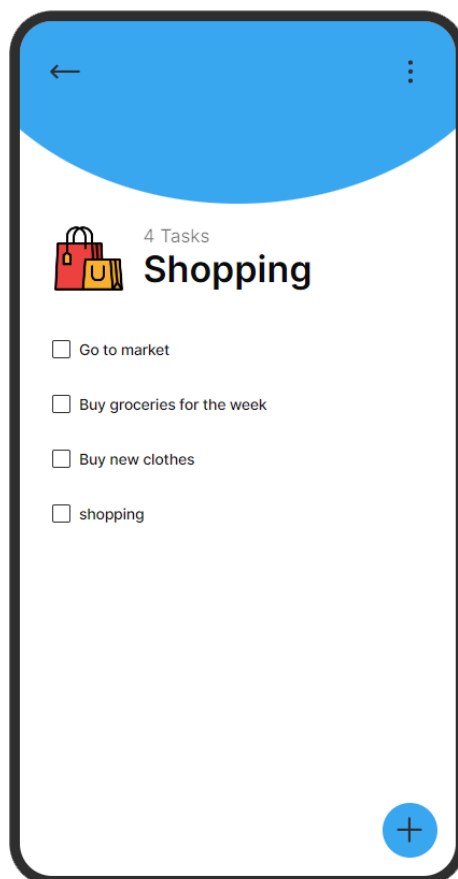 4 Tasks
Shopping
Go to market
Buy groceries for the week
Buy new clothes
shopping